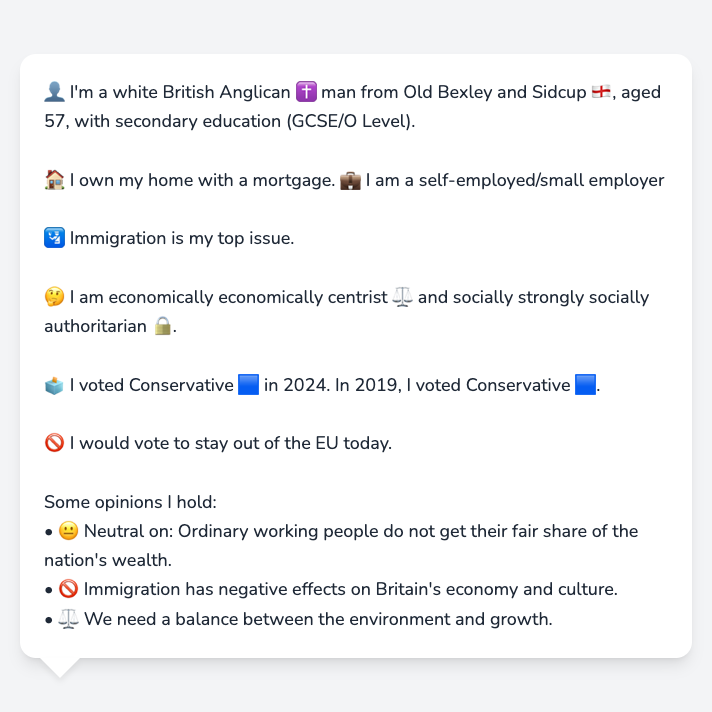 👤 I'm a white British Anglican ✝️ man from Old Bexley and Sidcup 🏴󠁧󠁢󠁥󠁮󠁧󠁿, aged
57, with secondary education (GCSE/O Level).
🏠 I own my home with a mortgage. 💼 I am a self-employed/small employer
🛂 Immigration is my top issue.
🤔 I am economically economically centrist ⚖️ and socially strongly socially
authoritarian 🔒.
🗳️ I voted Conservative 🟦 in 2024. In 2019, I voted Conservative 🟦.
🚫 I would vote to stay out of the EU today.
Some opinions I hold:
• 😐 Neutral on: Ordinary working people do not get their fair share of the
nation's wealth.
• 🚫 Immigration has negative effects on Britain's economy and culture.
• ⚖️ We need a balance between the environment and growth.